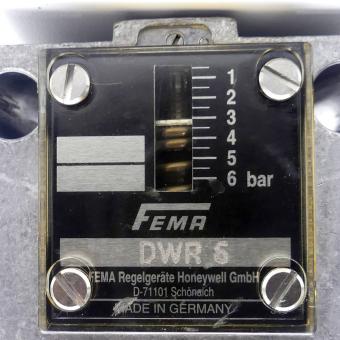 1
2
3
4
5
6 bar
FEMA
DWR 6
FEMA Regelgeräte Honeywell GmbH
D-71101 Schönaich
MADE IN GERMANY